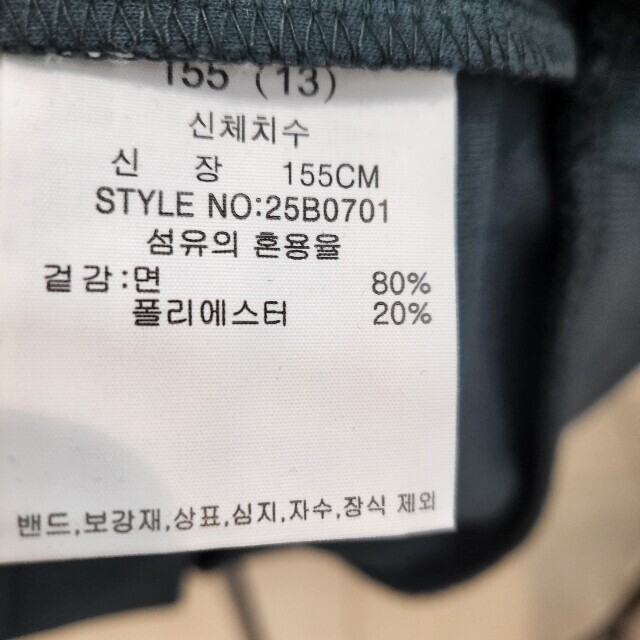 155 (13)
신체치수
신 장 155CM
STYLE NO:25B0701
섬유의 혼용율
겉감:면 80%
폴리에스터 20%
밴드,보강재,상표,심지,자수,장식 제외